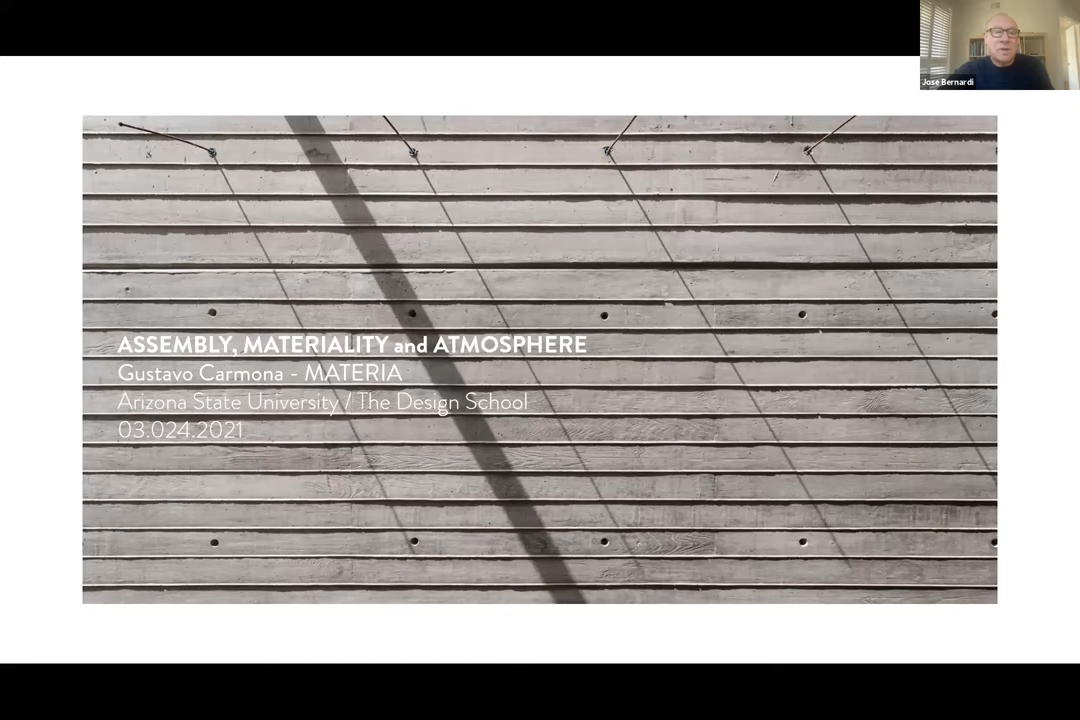 Jose Bernardi
ASSEMBLY, MATERIALITY and ATMOSPHERE
Gustavo Carmona - MATERIA
Arizona State University / The Design School
03.024.2021